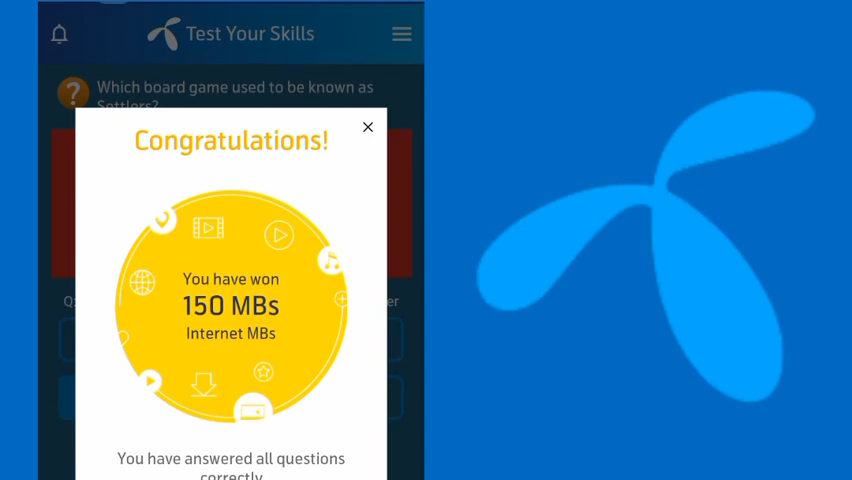 Test Your Skills
Which board game used to be known as
Settlers?
Congratulations!
You have won
150 MBs
Internet MBs
You have answered all questions
correctly